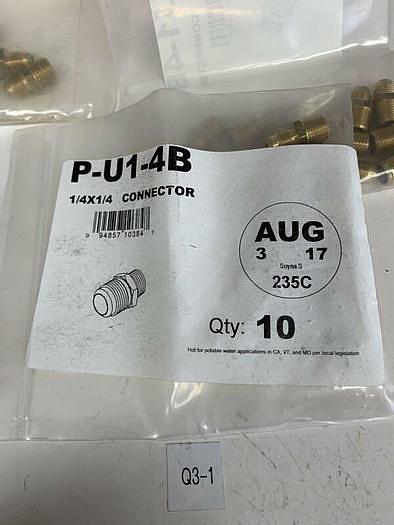 CONNECTOR
P-U1-4B
1/4X1/4 CONNECTOR
0 94857 10384 7
AUG
3 17
Soyna S
235C
Qty: 10
Not for potable water applications in CA, VT, and MD per local legislation
Q3-1